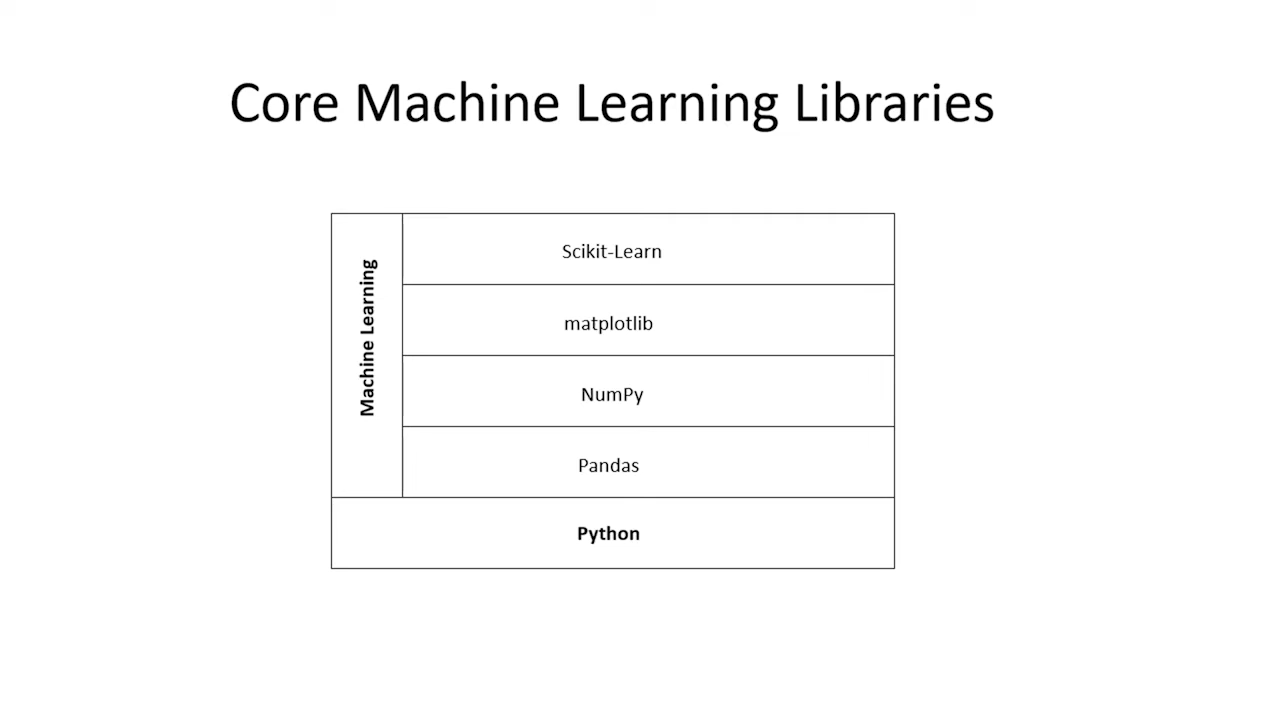 Core Machine Learning Libraries
Machine Learning
Scikit-Learn
matplotlib
NumPy
Pandas
Python